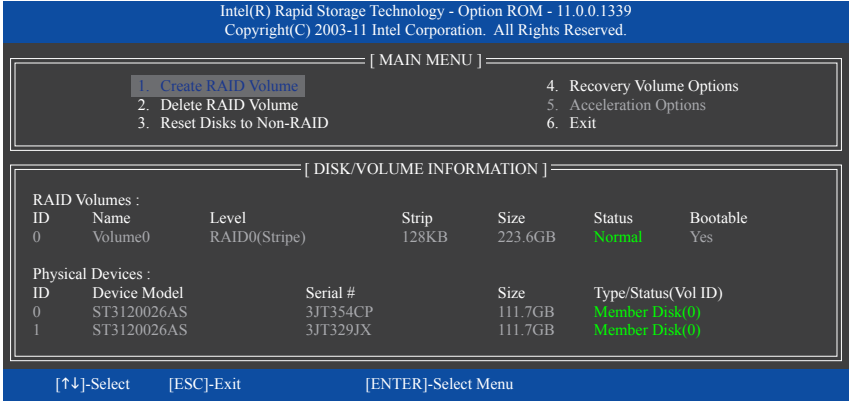 Intel(R) Rapid Storage Technology - Option ROM - 11.0.0.1339
Copyright(C) 2003-11 Intel Corporation.  All Rights Reserved.
[ MAIN MENU ]
1.  Create RAID Volume
2.  Delete RAID Volume
3.  Reset Disks to Non-RAID
4.  Recovery Volume Options
5.  Acceleration Options
6.  Exit
[ DISK/VOLUME INFORMATION ]
RAID Volumes :
ID Name Level Strip Size Status Bootable
0 Volume0 RAID0(Stripe) 128KB 223.6GB Normal Yes
Physical Devices :
ID Device Model Serial # Size Type/Status(Vol ID)
0 ST3120026AS 3JT354CP 111.7GB Member Disk(0)
1 ST3120026AS 3JT329JX 111.7GB Member Disk(0)
[↑↓]-Select [ESC]-Exit [ENTER]-Select Menu